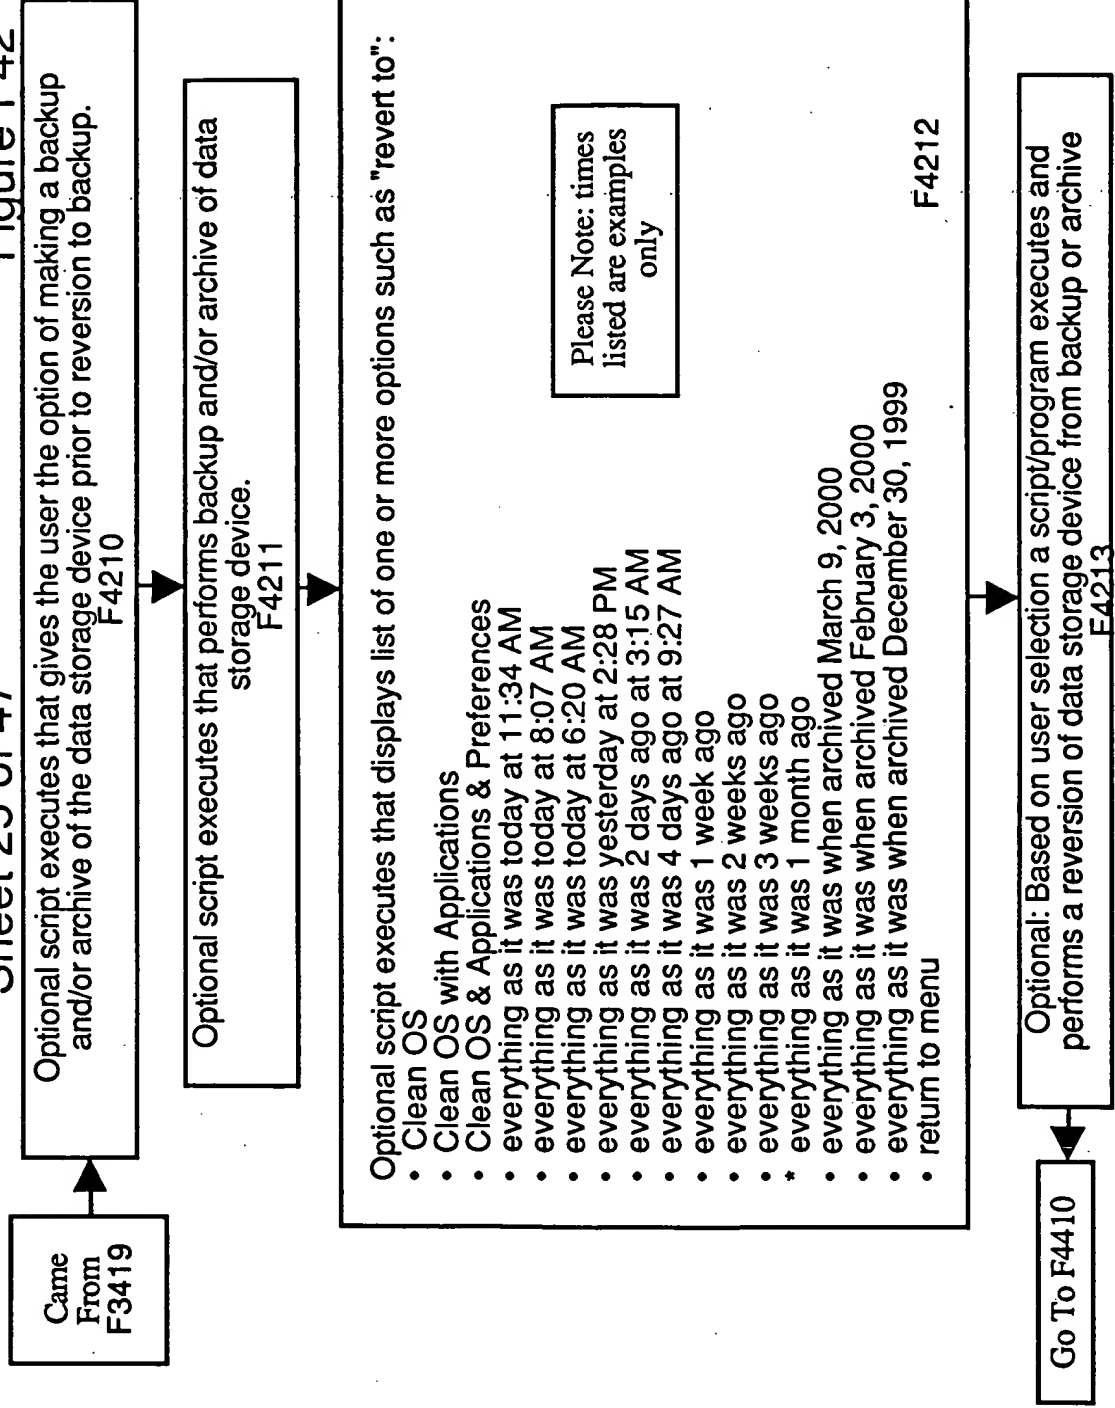 Sheet 25 of 47
Figure F42
Came
From
F3419
Optional script executes that gives the user the option of making a backup
and/or archive of the data storage device prior to reversion to backup.
F4210
Optional script executes that performs backup and/or archive of data
storage device.
F4211
Optional script executes that displays list of one or more options such as "revert to":
• Clean OS
• Clean OS with Applications
• Clean OS & Applications & Preferences
• everything as it was today at 11:34 AM
• everything as it was today at 8:07 AM
• everything as it was today at 6:20 AM
• everything as it was yesterday at 2:28 PM
• everything as it was 2 days ago at 3:15 AM
• everything as it was 4 days ago at 9:27 AM
• everything as it was 1 week ago
• everything as it was 2 weeks ago
• everything as it was 3 weeks ago
* everything as it was 1 month ago
• everything as it was when archived March 9, 2000
• everything as it was when archived February 3, 2000
• everything as it was when archived December 30, 1999
• return to menu
Please Note: times
listed are examples
only
F4212
Optional: Based on user selection a script/program executes and
performs a reversion of data storage device from backup or archive
F4213
Go To F4410